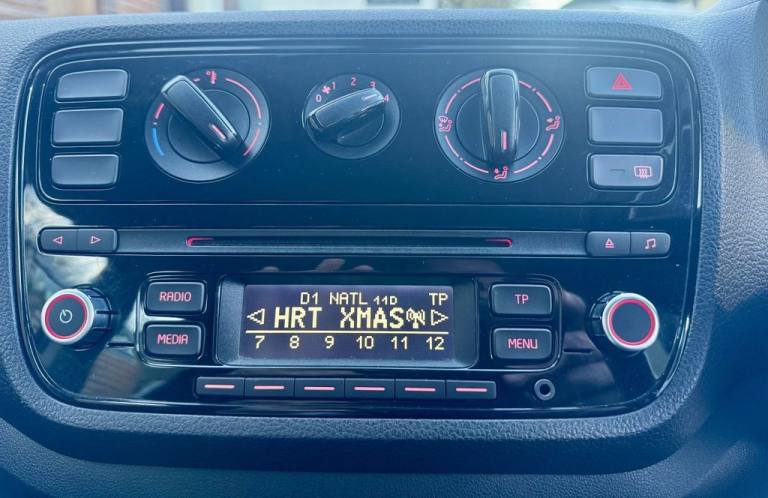 0 1 2 3 4
RADIO
MEDIA
D1 NATL 11D TP
HRT XMAS
7 8 9 10 11 12
TP
MENU